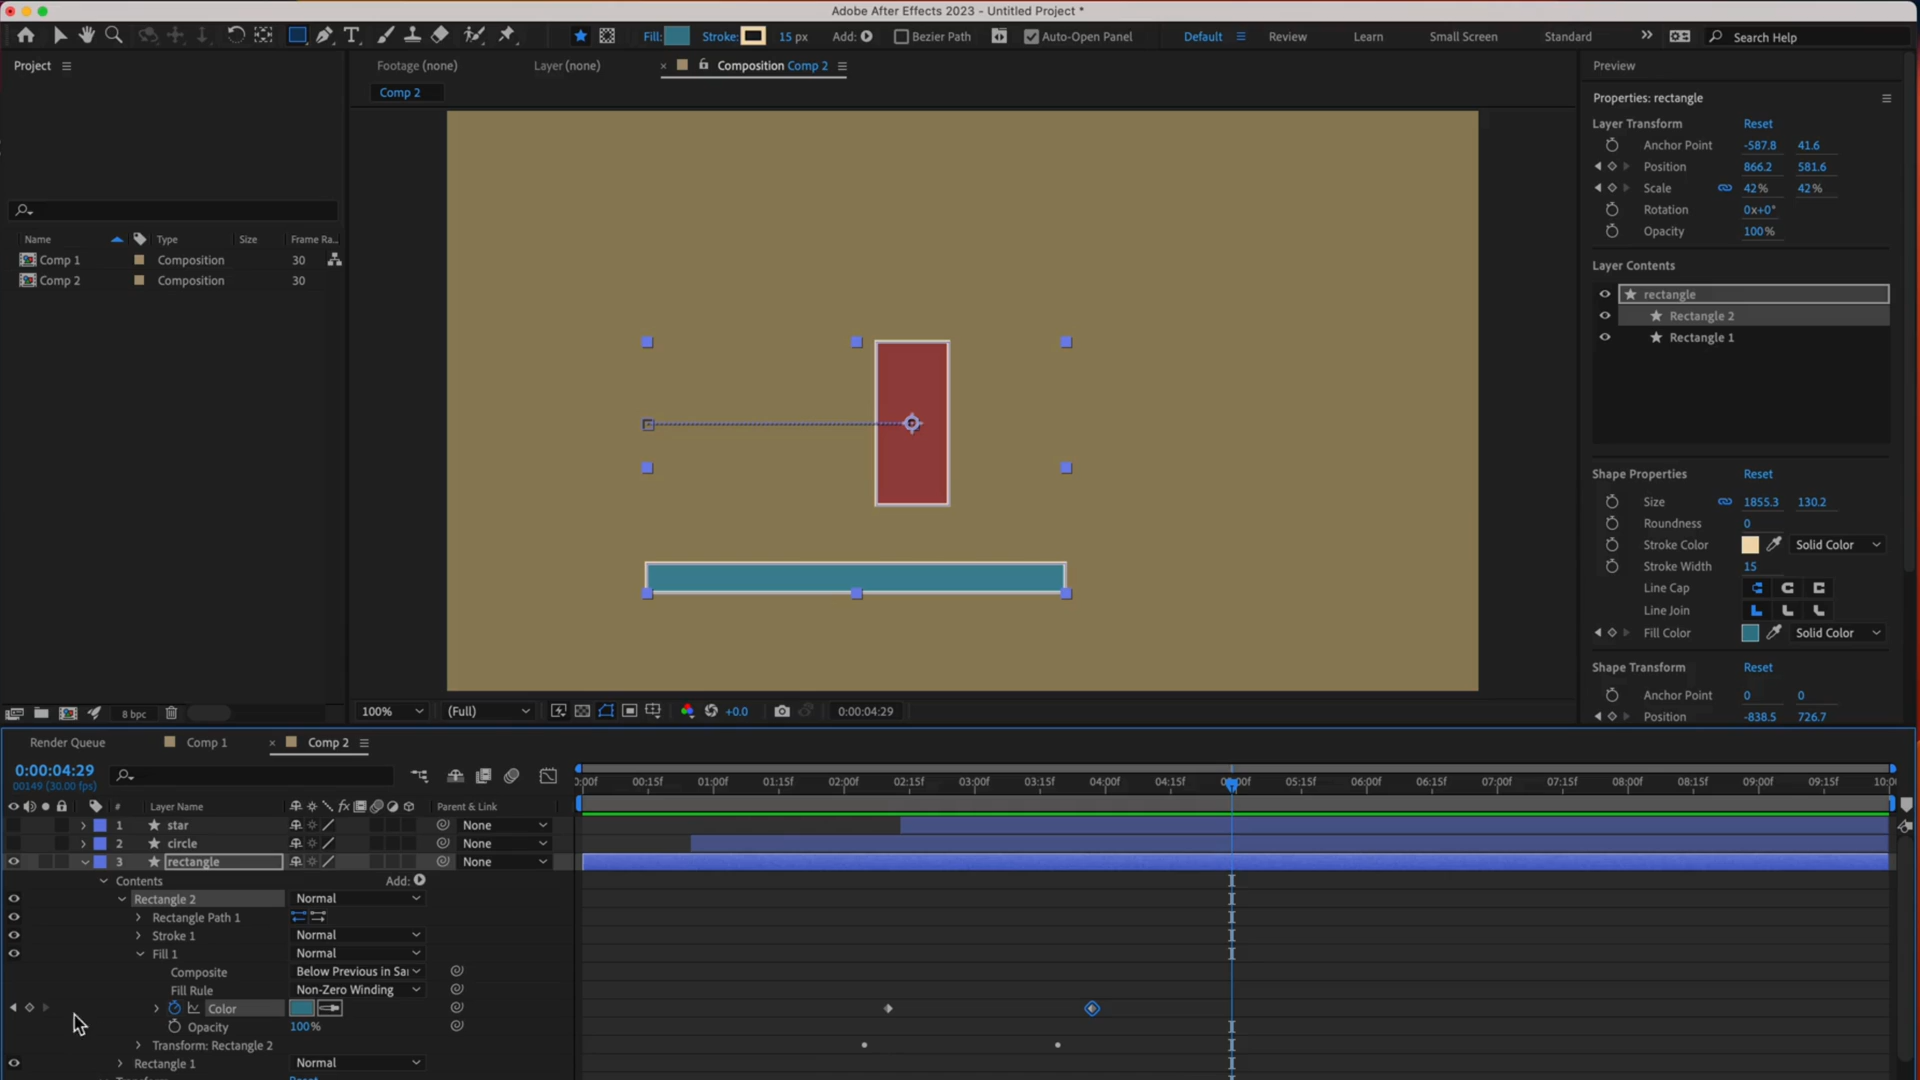 Adobe After Effects 2023 - Untitled Project *
Fill: Stroke: 15 px Add: Bezier Path Auto-Open Panel Default Review Learn Small Screen Standard Search Help
Project
Footage (none) Layer (none) Composition Comp 2
Comp 2
Name Type Size Frame Ra..
Comp 1 Composition 30
Comp 2 Composition 30
8 bpc
100% (Full) +0.0 0:00:04:29
Preview
Properties: rectangle
Layer Transform Reset
Anchor Point -587.8 41.6
Position 866.2 581.6
Scale 42% 42%
Rotation 0x+0°
Opacity 100%
Layer Contents
rectangle
Rectangle 2
Rectangle 1
Shape Properties Reset
Size 1855.3 130.2
Roundness 0
Stroke Color Solid Color
Stroke Width 15
Line Cap
Line Join
Fill Color Solid Color
Shape Transform Reset
Anchor Point 0 0
Position -838.5 726.7
Render Queue Comp 1 Comp 2
0:00:04:29
00149 (30.00 fps)
:00f 00:15f 01:00f 01:15f 02:00f 02:15f 03:00f 03:15f 04:00f 04:15f 05:15f 06:00f 06:15f 07:00f 07:15f 08:00f 08:15f 09:00f 09:15f 10:00
# Layer Name fx Parent & Link
1 star None
2 circle None
3 rectangle None
Contents Add:
Rectangle 2 Normal
Rectangle Path 1
Stroke 1 Normal
Fill 1 Normal
Composite Below Previous in Sa
Fill Rule Non-Zero Winding
Color
Opacity 100%
Transform: Rectangle 2
Rectangle 1 Normal